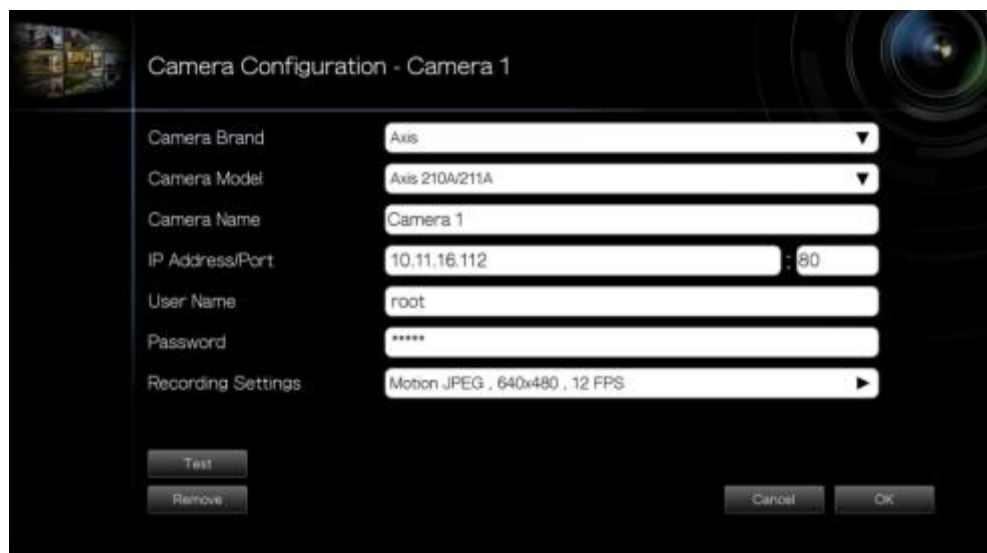 Camera Configuration - Camera 1
Camera Brand Axis
Camera Model Axis 210A/211A
Camera Name Camera 1
IP Address/Port 10.11.16.112 : 80
User Name root
Password *****
Recording Settings Motion JPEG , 640x480 , 12 FPS
Test
Remove Cancel OK